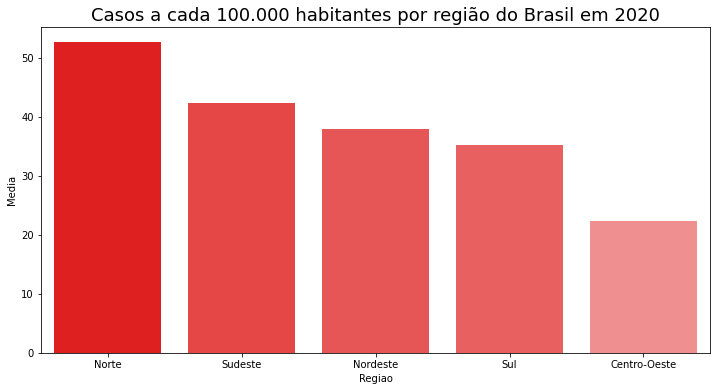 Casos a cada 100.000 habitantes por região do Brasil em 2020
Media
50
40
30
20
10
0
Norte Sudeste Nordeste Sul Centro-Oeste
Regiao